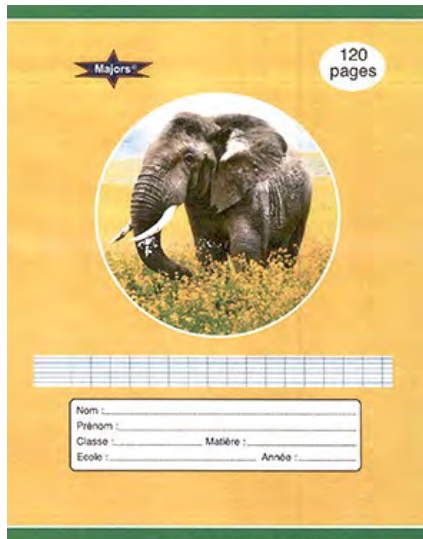 Majors®
120
pages
Nom :
Prénom :
Classe : Matière :
Ecole : Année :